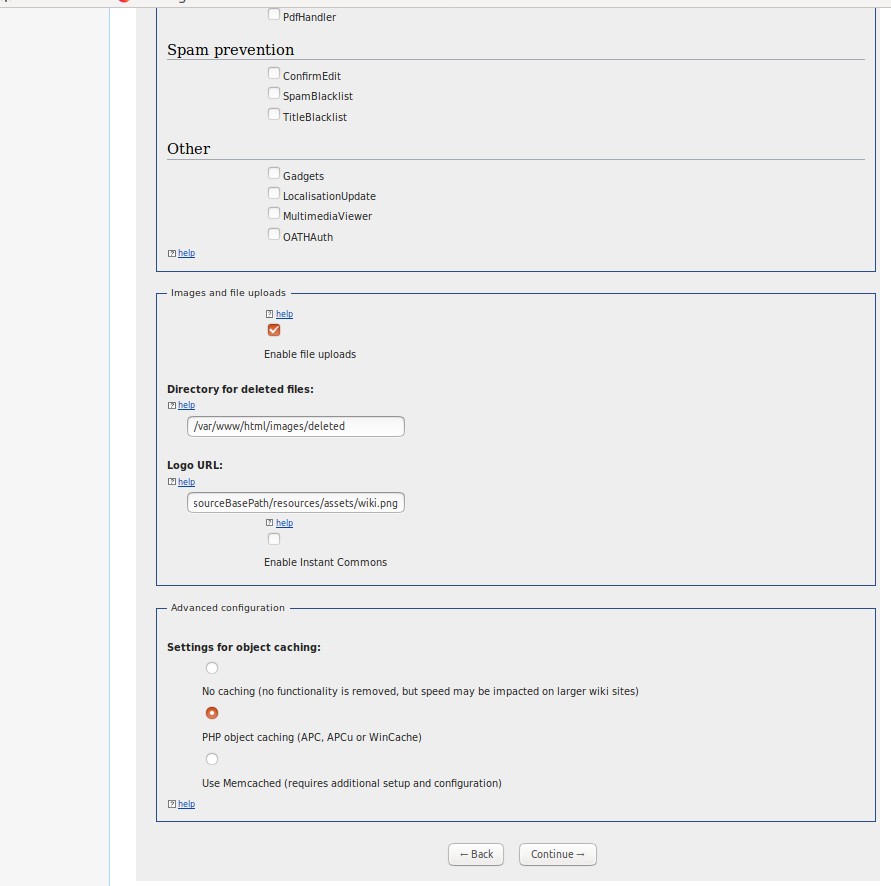 PdfHandler
Spam prevention
ConfirmEdit
SpamBlacklist
TitleBlacklist
Other
Gadgets
LocalisationUpdate
MultimediaViewer
OATHAuth
? help
Images and file uploads
? help
Enable file uploads
Directory for deleted files:
? help
/var/www/html/images/deleted
Logo URL:
? help
sourceBasePath/resources/assets/wiki.png
? help
Enable Instant Commons
Advanced configuration
Settings for object caching:
No caching (no functionality is removed, but speed may be impacted on larger wiki sites)
PHP object caching (APC, APCu or WinCache)
Use Memcached (requires additional setup and configuration)
? help
← Back
Continue →